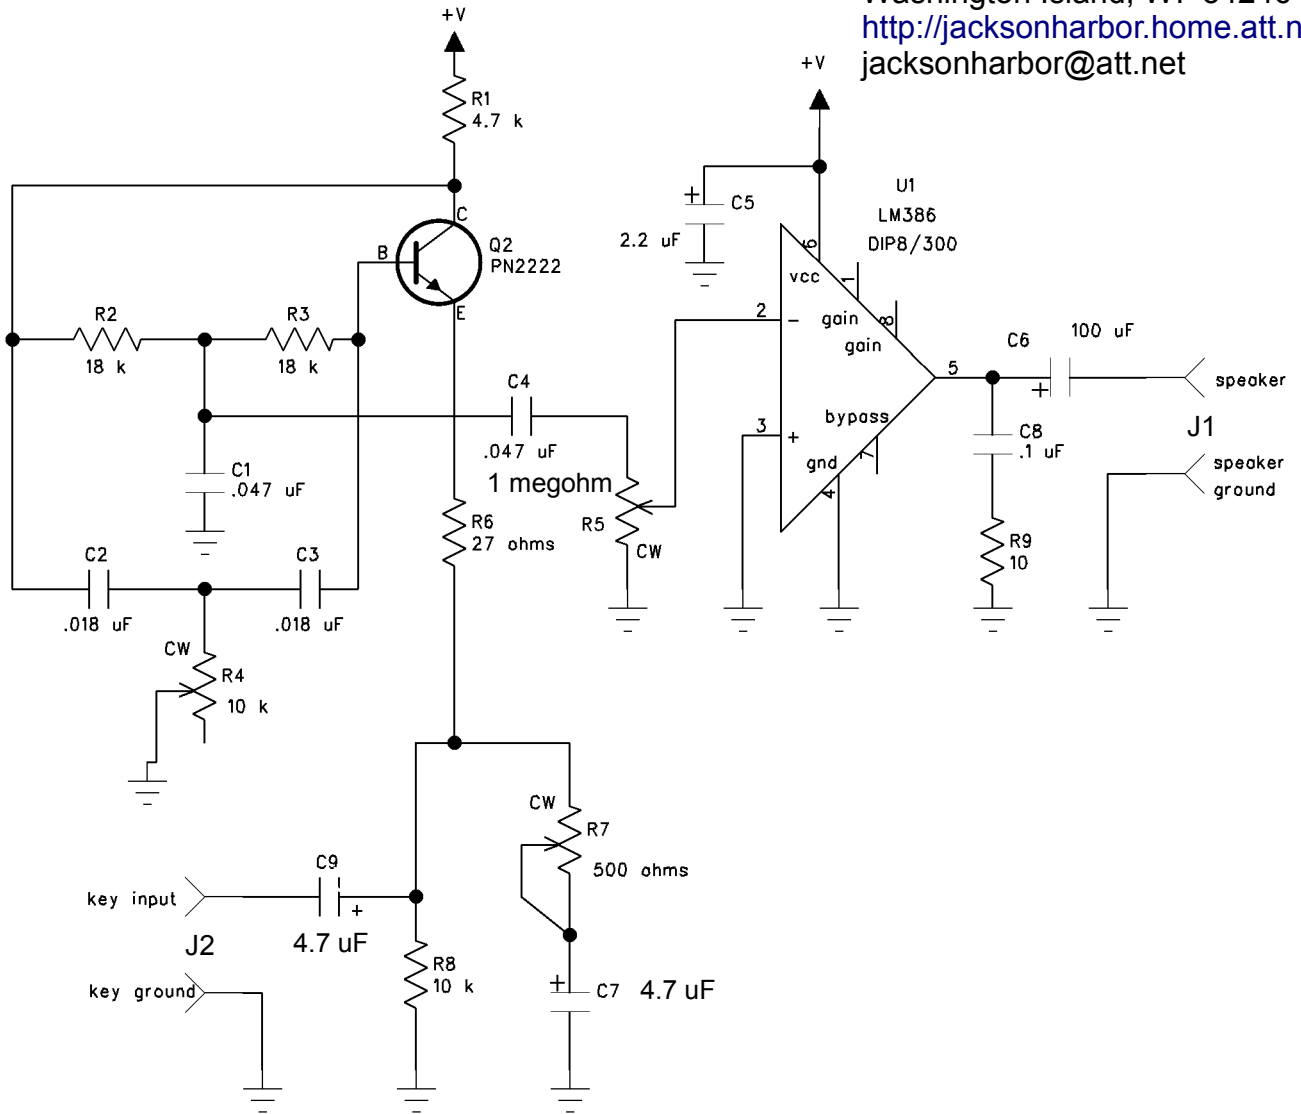 http://jacksonharbor.home.att.n
jacksonharbor@att.net
+V
R1
4.7 k
+V
C5
2.2 uF
U1
LM386
DIP8/300
C
B
Q2
PN2222
E
6
vcc
1
gain
8
gain
2
-
R2
18 k
R3
18 k
C4
.047 uF
1 megohm
R5
CW
3
+
bypass
7
gnd
4
5
C6
100 uF
+
speaker
J1
speaker
ground
C8
.1 uF
R9
10
C1
.047 uF
R6
27 ohms
C2
.018 uF
C3
.018 uF
CW
R4
10 k
CW
R7
500 ohms
key input
C9
+
4.7 uF
J2
key ground
R8
10 k
+
C7
4.7 uF